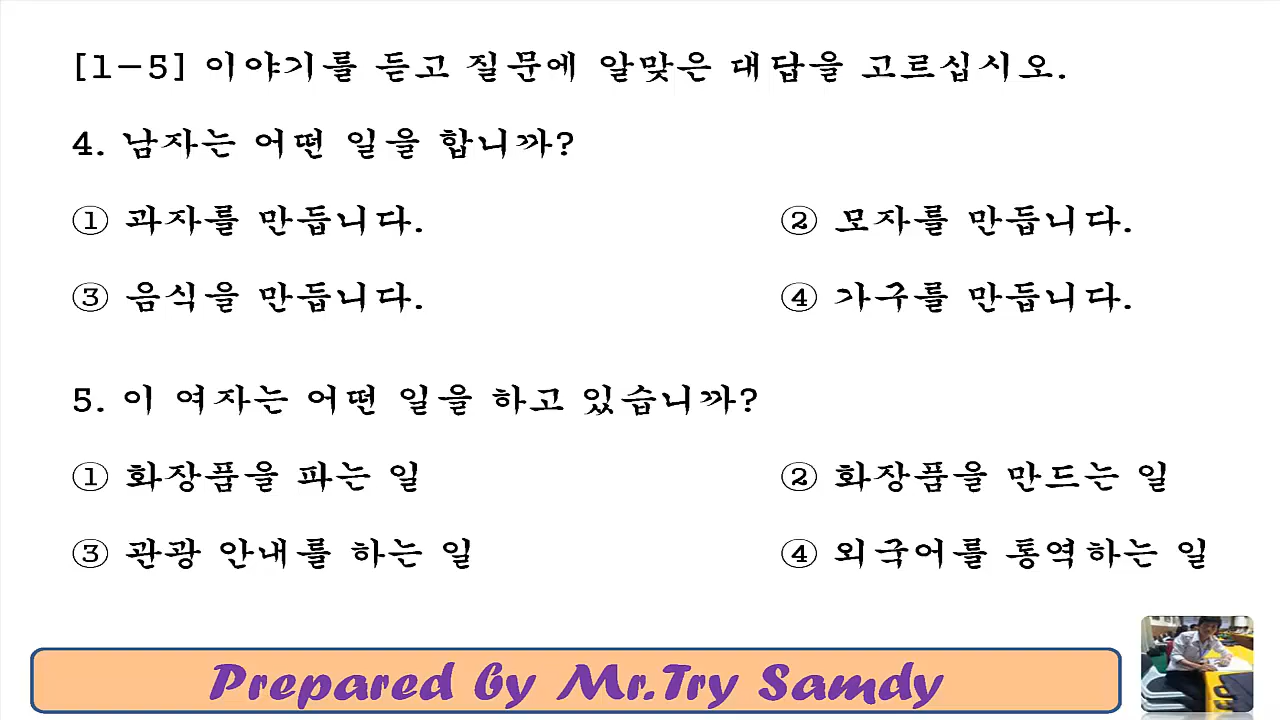 [1-5] 이야기를 듣고 질문에 알맞은 대답을 고르십시오.
4. 남자는 어떤 일을 합니까?
① 과자를 만듭니다. ② 모자를 만듭니다.
③ 음식을 만듭니다. ④ 가구를 만듭니다.
5. 이 여자는 어떤 일을 하고 있습니까?
① 화장품을 파는 일 ② 화장품을 만드는 일
③ 관광 안내를 하는 일 ④ 외국어를 통역하는 일
Prepared by Mr.Try Samdy